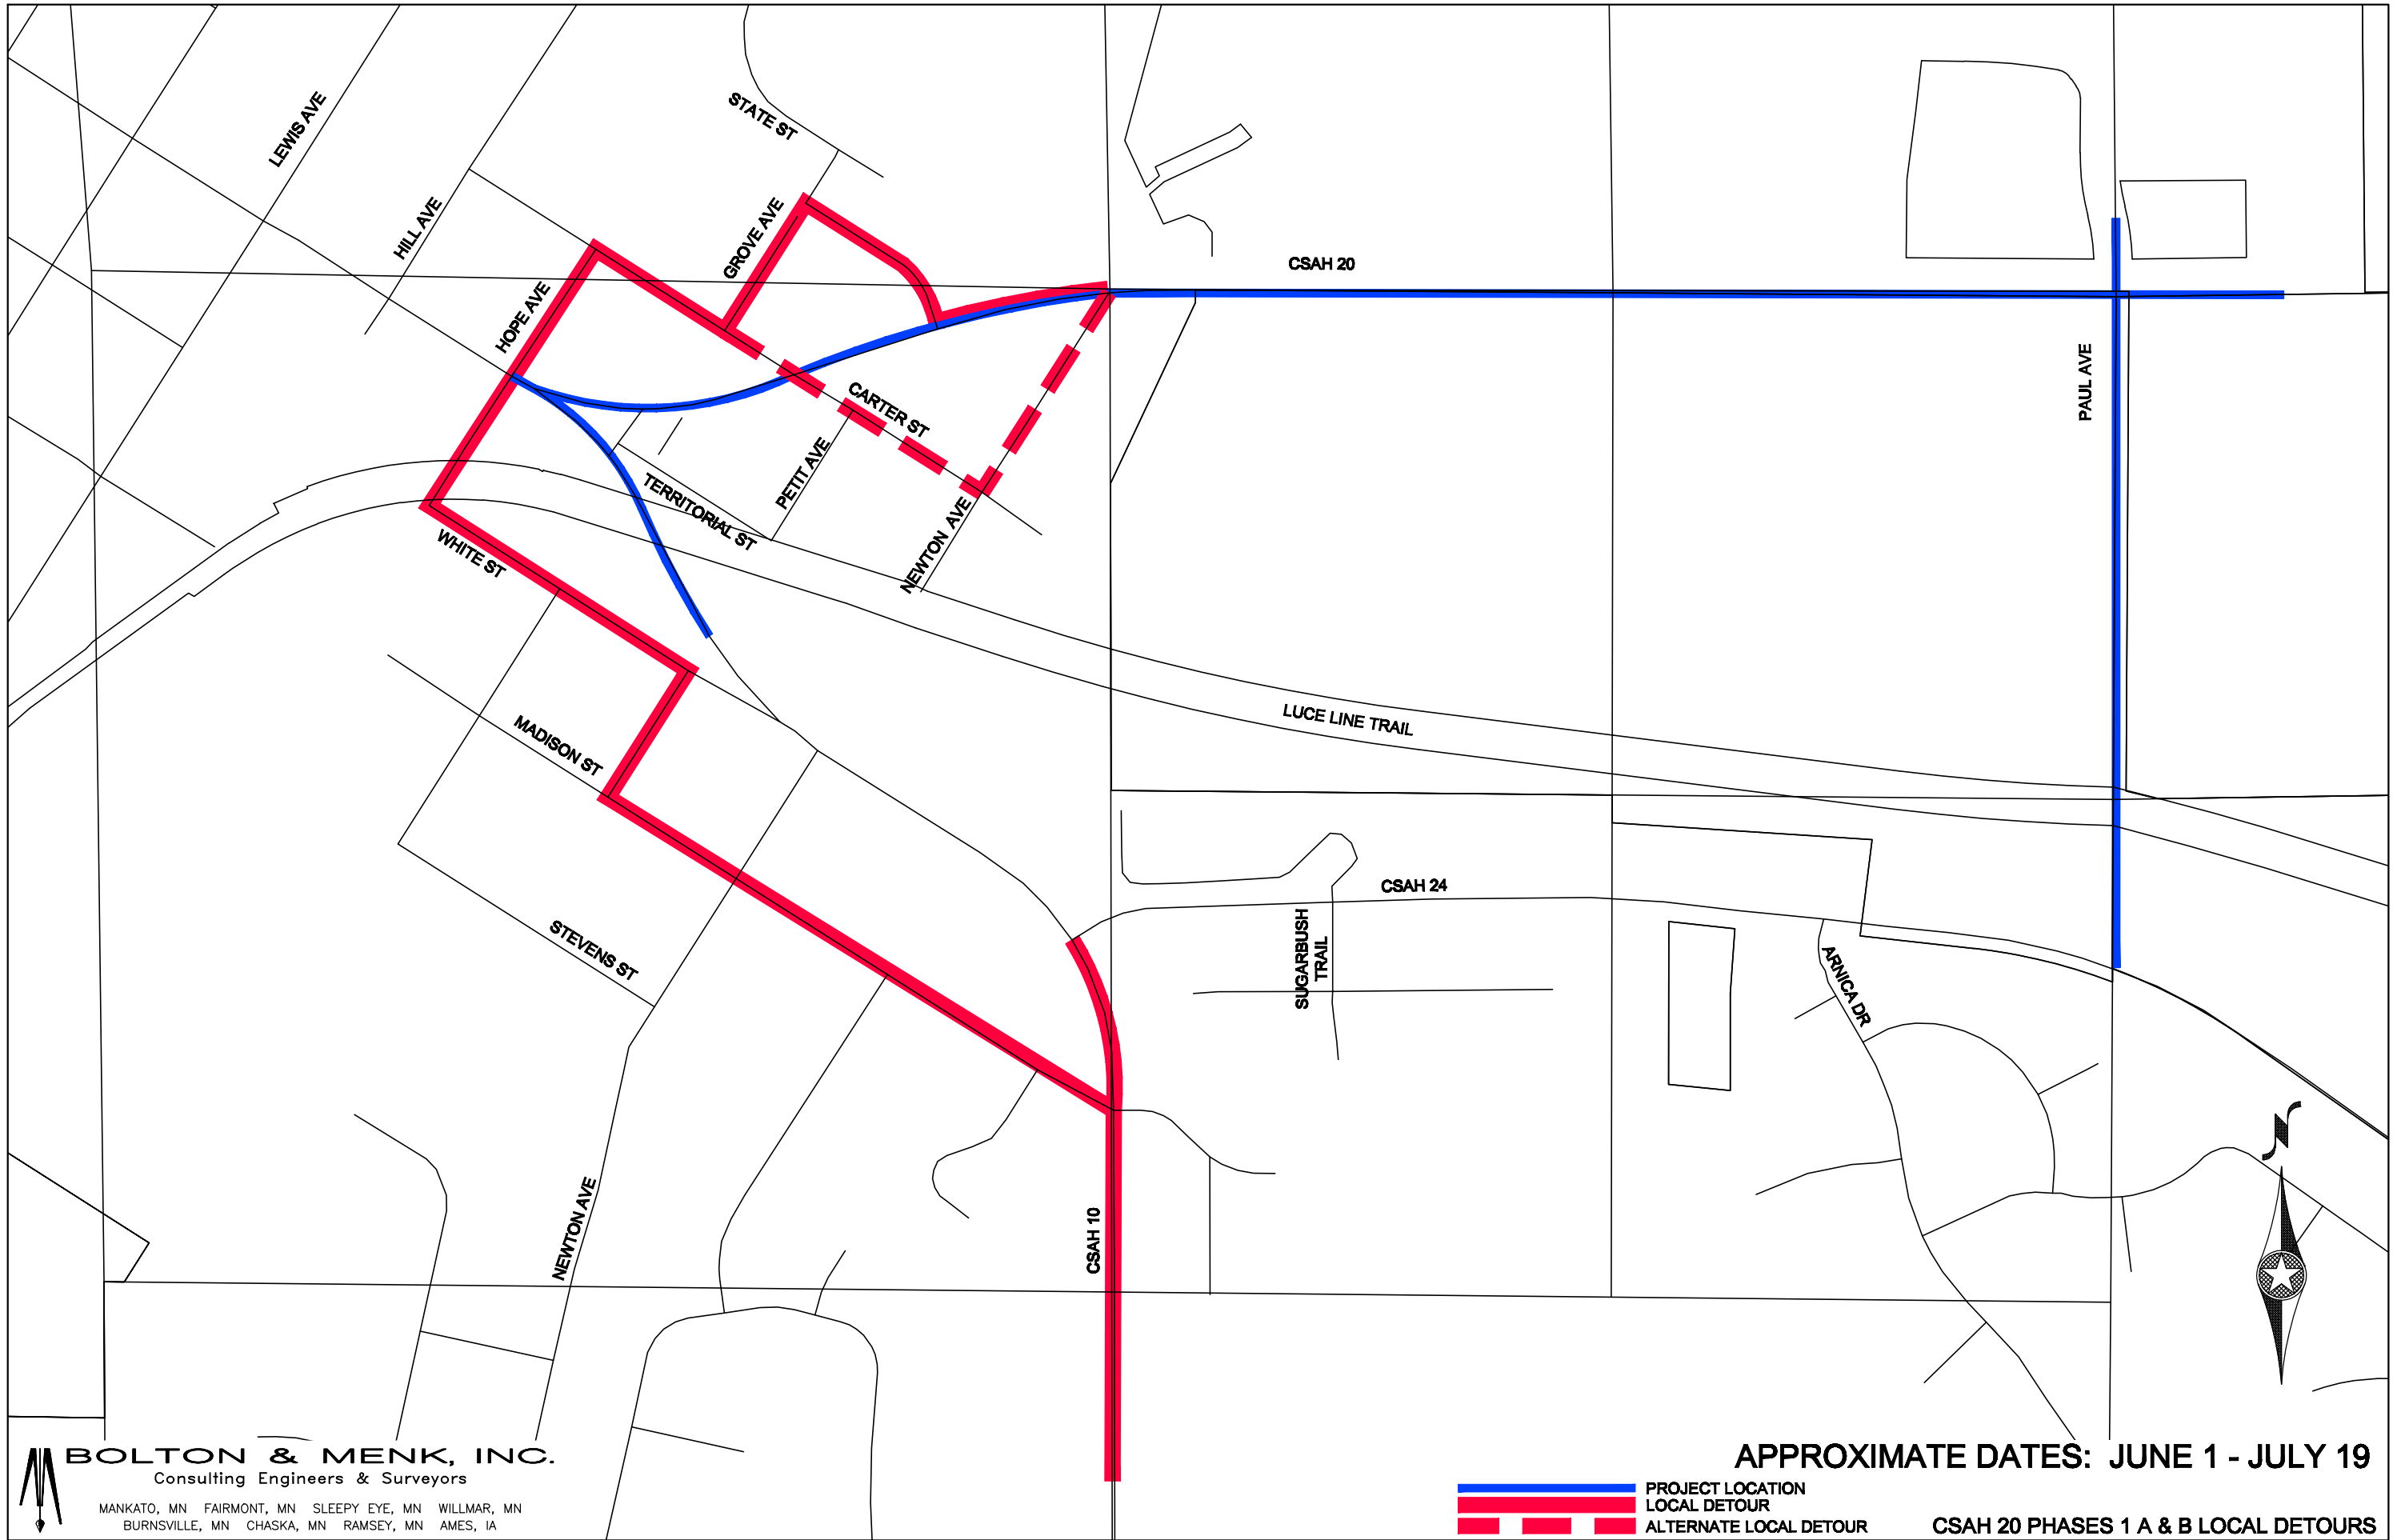 STATE ST
LEWIS AVE
HILL AVE
GROVE AVE
CSAH 20
HOPE AVE
PAUL AVE
CARTER ST
PETIT AVE
TERRITORIAL ST
NEWTON AVE
WHITE ST
LUCE LINE TRAIL
MADISON ST
CSAH 24
SUGARBUSH
TRAIL
STEVENS ST
ARNICA DR
NEWTON AVE
CSAH 10
N
BOLTON & MENK, INC.
Consulting Engineers & Surveyors
MANKATO, MN FAIRMONT, MN SLEEPY EYE, MN WILLMAR, MN
BURNSVILLE, MN CHASKA, MN RAMSEY, MN AMES, IA
APPROXIMATE DATES: JUNE 1 - JULY 19
PROJECT LOCATION
LOCAL DETOUR
ALTERNATE LOCAL DETOUR
CSAH 20 PHASES 1 A & B LOCAL DETOURS